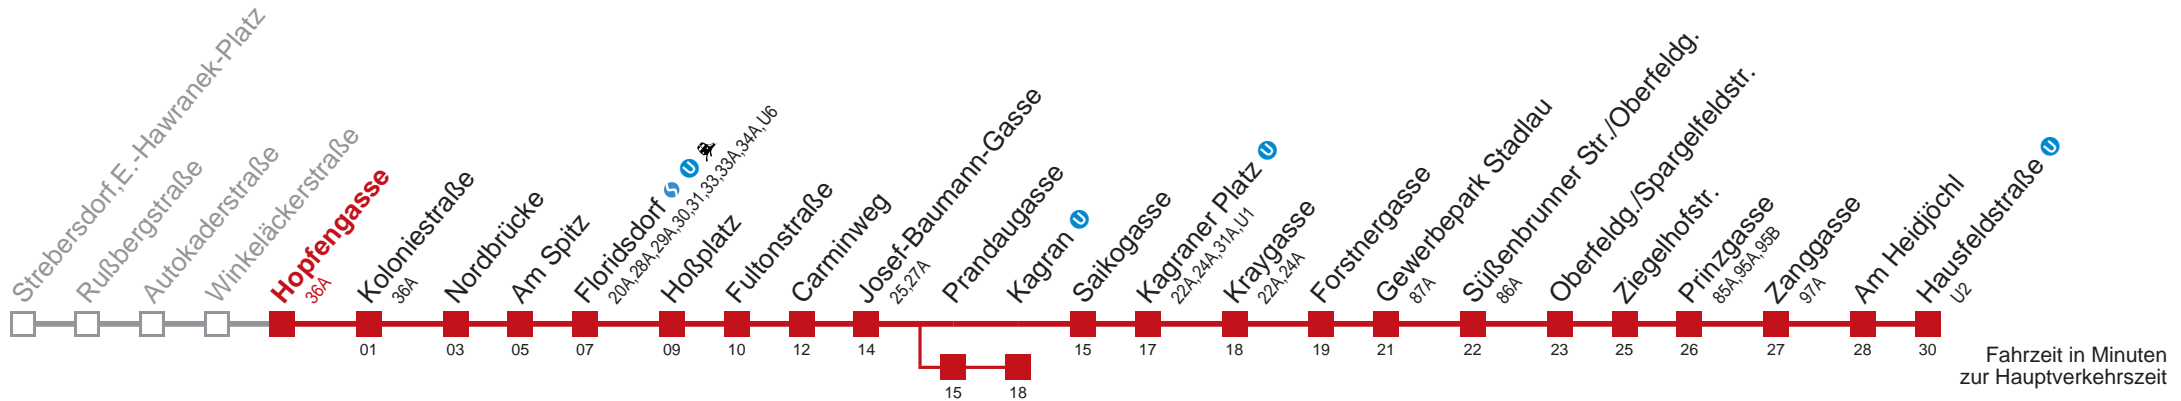 Strebersdorf,E.-Hawranek-Platz
Rußbergstraße
Autokaderstraße
Winkeläckerstraße
Hopfengasse
36A
Koloniestraße
36A
Nordbrücke
Am Spitz
Floridsdorf S U
20A,28A,29A,30,31,33,33A,34A,U6
Hoßplatz
Fultonstraße
Carminweg
Josef-Baumann-Gasse
25,27A
Prandaugasse
Kagran U
Saikogasse
Kagraner Platz U
22A,24A,31A,U1
Kraygasse
22A,24A
Forstnergasse
Gewerbepark Stadlau
87A
Süßenbrunner Str./Oberfeldg.
86A
Oberfeldg./Spargelfeldstr.
Ziegelhofstr.
Prinzgasse
85A,95A,95B
Zanggasse
97A
Am Heidjöchl
Hausfeldstraße U
U2
01 03 05 07 09 10 12 14 15 17 18 19 21 22 23 25 26 27 28 30
15 18
Fahrzeit in Minuten
zur Hauptverkehrszeit